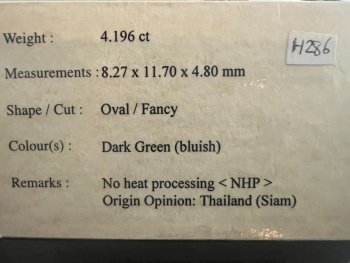 Weight : 4.196 ct
H286
Measurements : 8.27 x 11.70 x 4.80 mm
Shape / Cut : Oval / Fancy
Colour(s) : Dark Green (bluish)
Remarks : No heat processing < NHP >
Origin Opinion: Thailand (Siam)